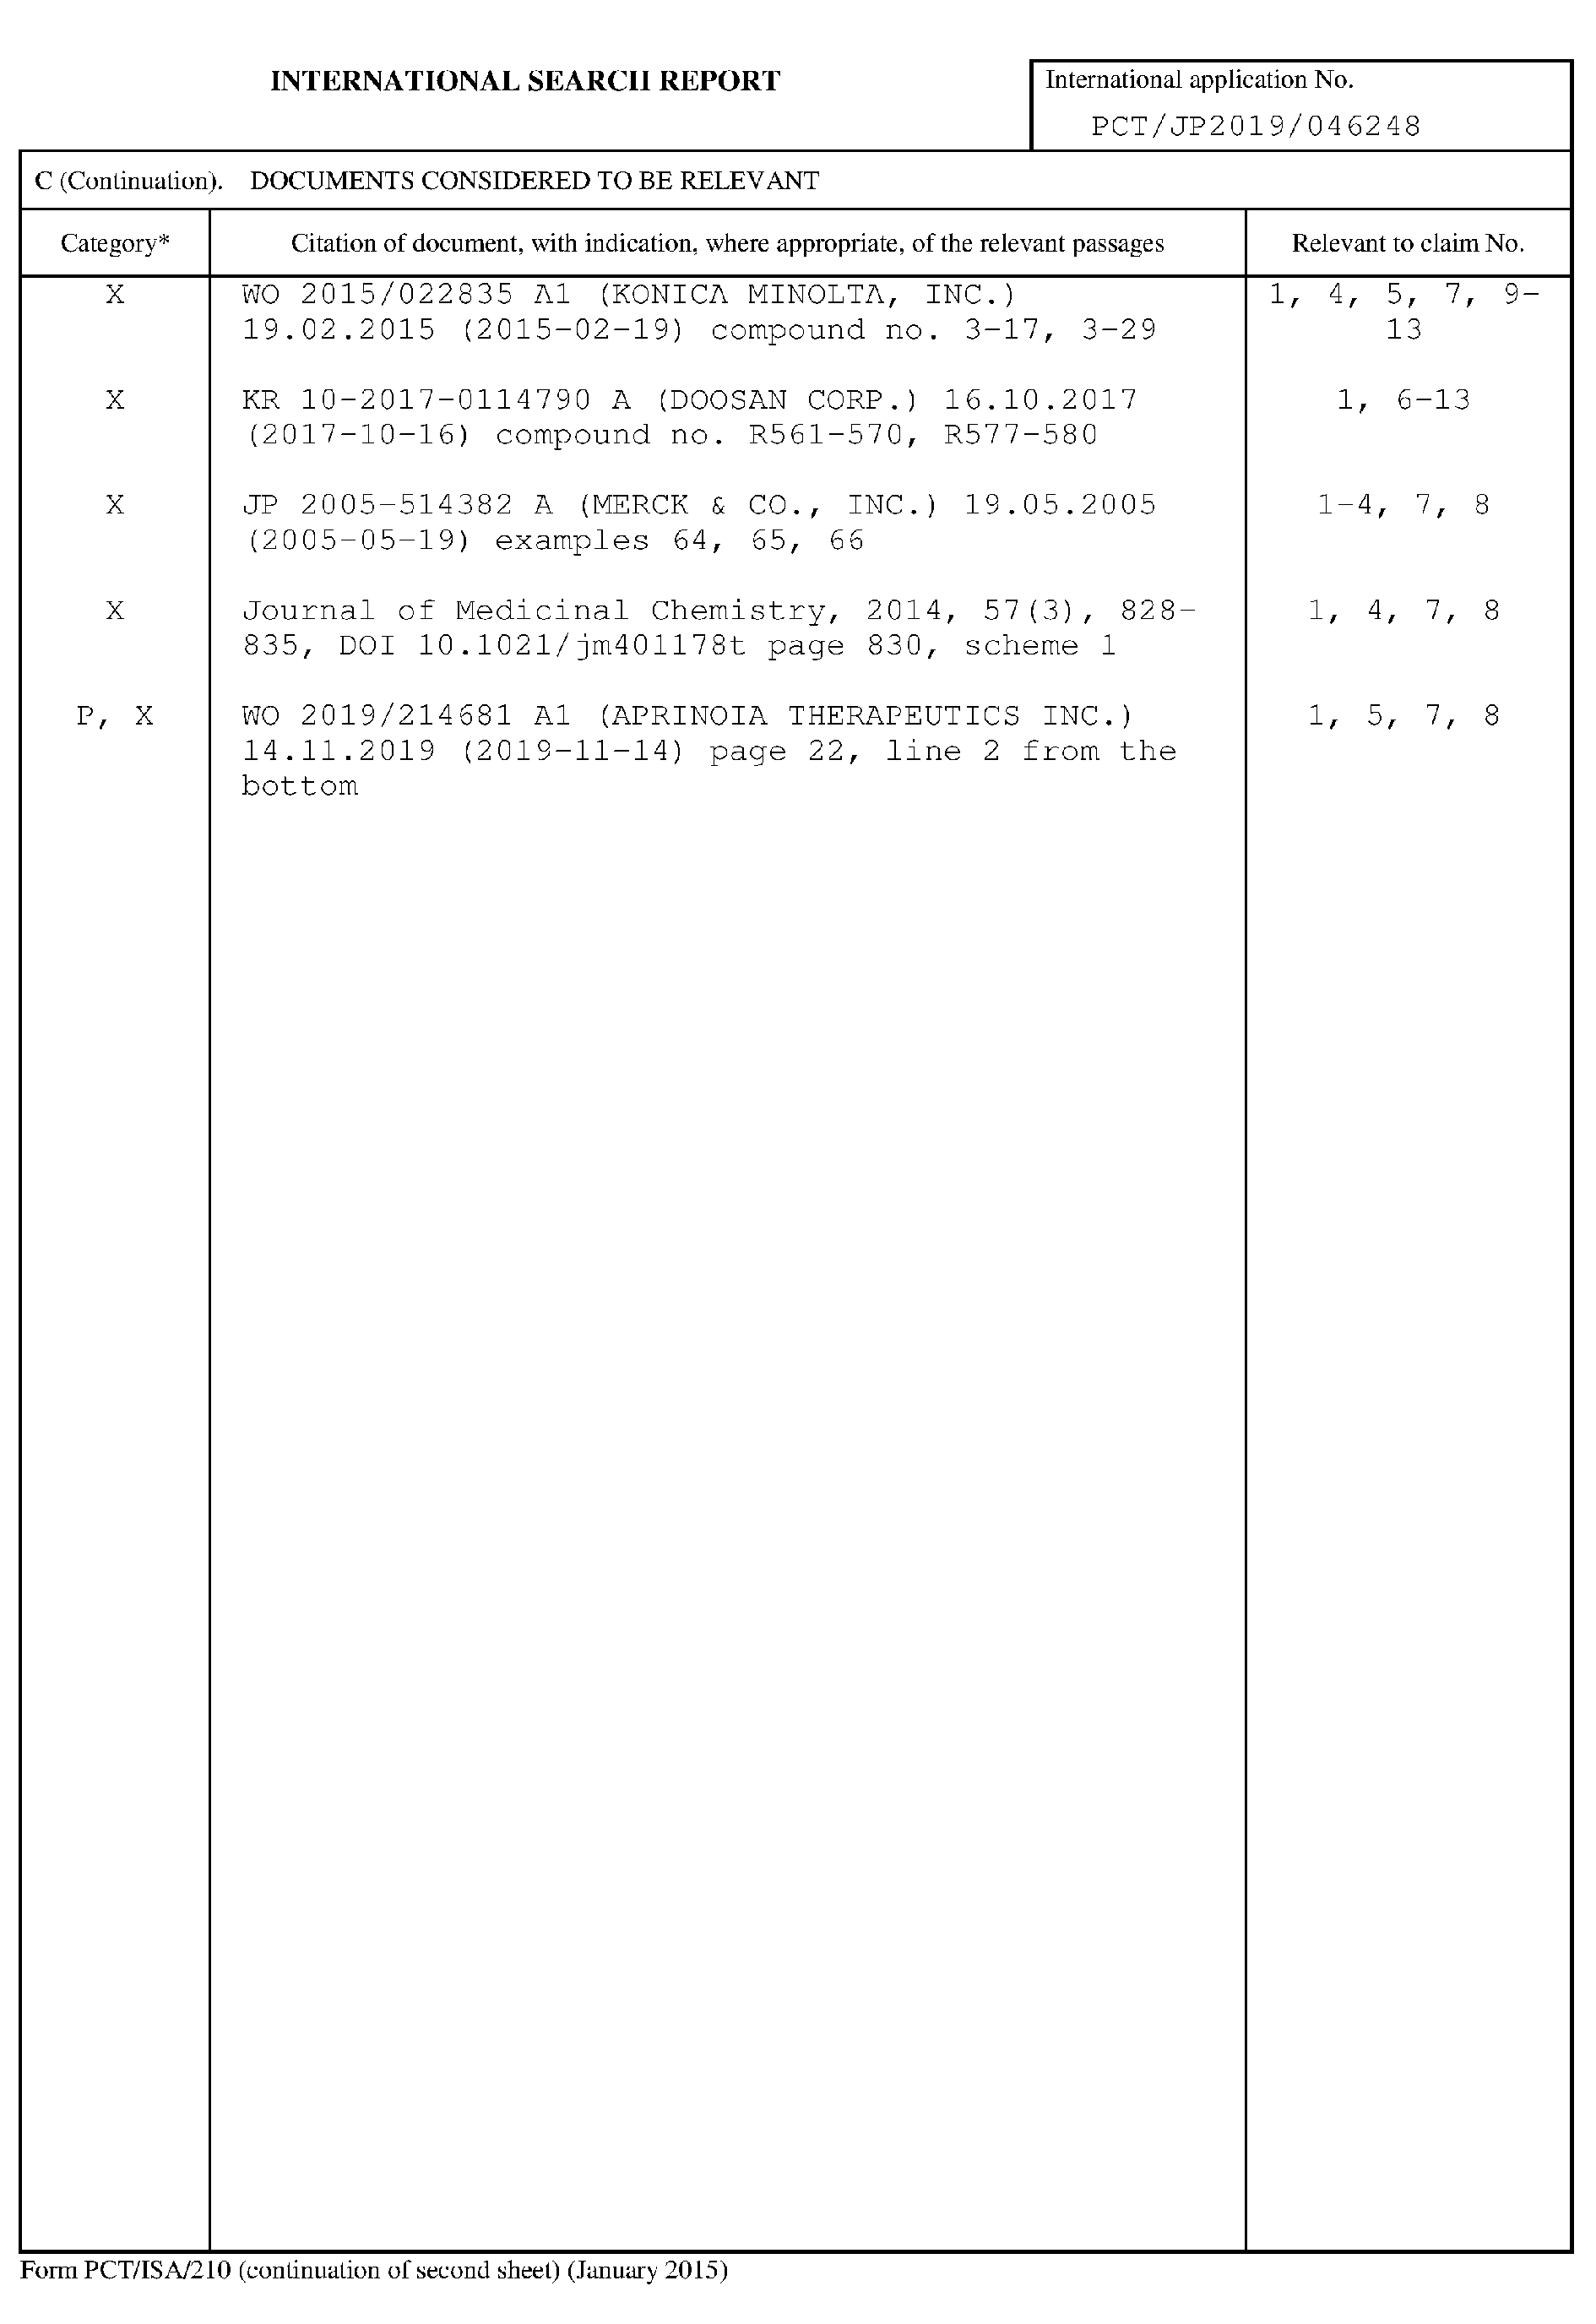 INTERNATIONAL SEARCH REPORT
International application No.
PCT/JP2019/046248
C (Continuation). DOCUMENTS CONSIDERED TO BE RELEVANT
Category* Citation of document, with indication, where appropriate, of the relevant passages Relevant to claim No.
X WO 2015/022835 A1 (KONICA MINOLTA, INC.) 1, 4, 5, 7, 9-
19.02.2015 (2015-02-19) compound no. 3-17, 3-29 13
X KR 10-2017-0114790 A (DOOSAN CORP.) 16.10.2017 1, 6-13
(2017-10-16) compound no. R561-570, R577-580
X JP 2005-514382 A (MERCK & CO., INC.) 19.05.2005 1-4, 7, 8
(2005-05-19) examples 64, 65, 66
X Journal of Medicinal Chemistry, 2014, 57(3), 828- 1, 4, 7, 8
835, DOI 10.1021/jm401178t page 830, scheme 1
P, X WO 2019/214681 A1 (APRINOIA THERAPEUTICS INC.) 1, 5, 7, 8
14.11.2019 (2019-11-14) page 22, line 2 from the
bottom
Form PCT/ISA/210 (continuation of second sheet) (January 2015)